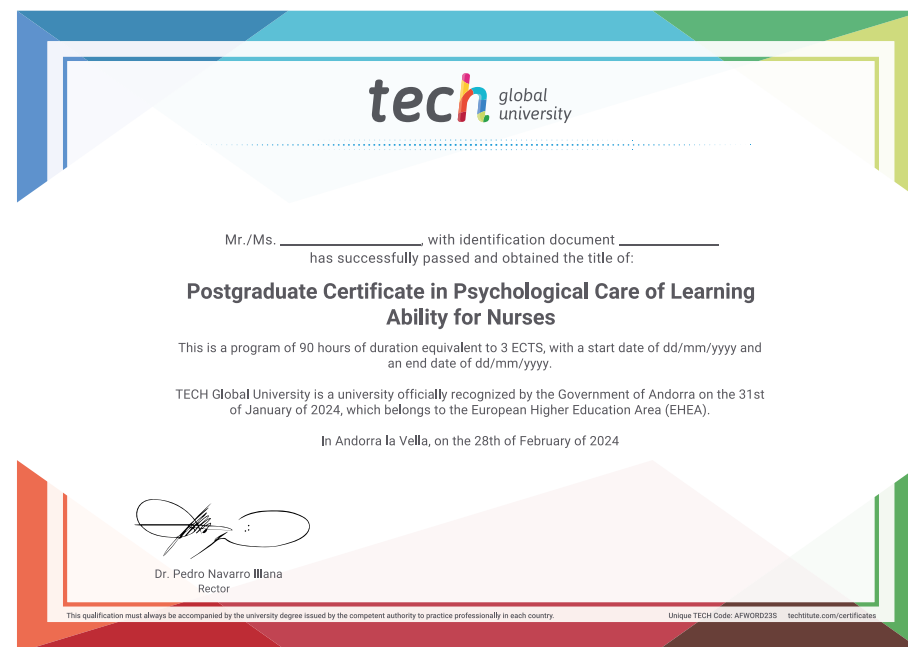 tech global university
Mr./Ms. ____________, with identification document ____________
has successfully passed and obtained the title of:
Postgraduate Certificate in Psychological Care of Learning
Ability for Nurses
This is a program of 90 hours of duration equivalent to 3 ECTS, with a start date of dd/mm/yyyy and
an end date of dd/mm/yyyy.
TECH Global University is a university officially recognized by the Government of Andorra on the 31st
of January of 2024, which belongs to the European Higher Education Area (EHEA).
In Andorra la Vella, on the 28th of February of 2024
Dr. Pedro Navarro Illana
Rector
This qualification must always be accompanied by the university degree issued by the competent authority to practice professionally in each country.
Unique TECH Code: AFWORD23S techtitute.com/certificates